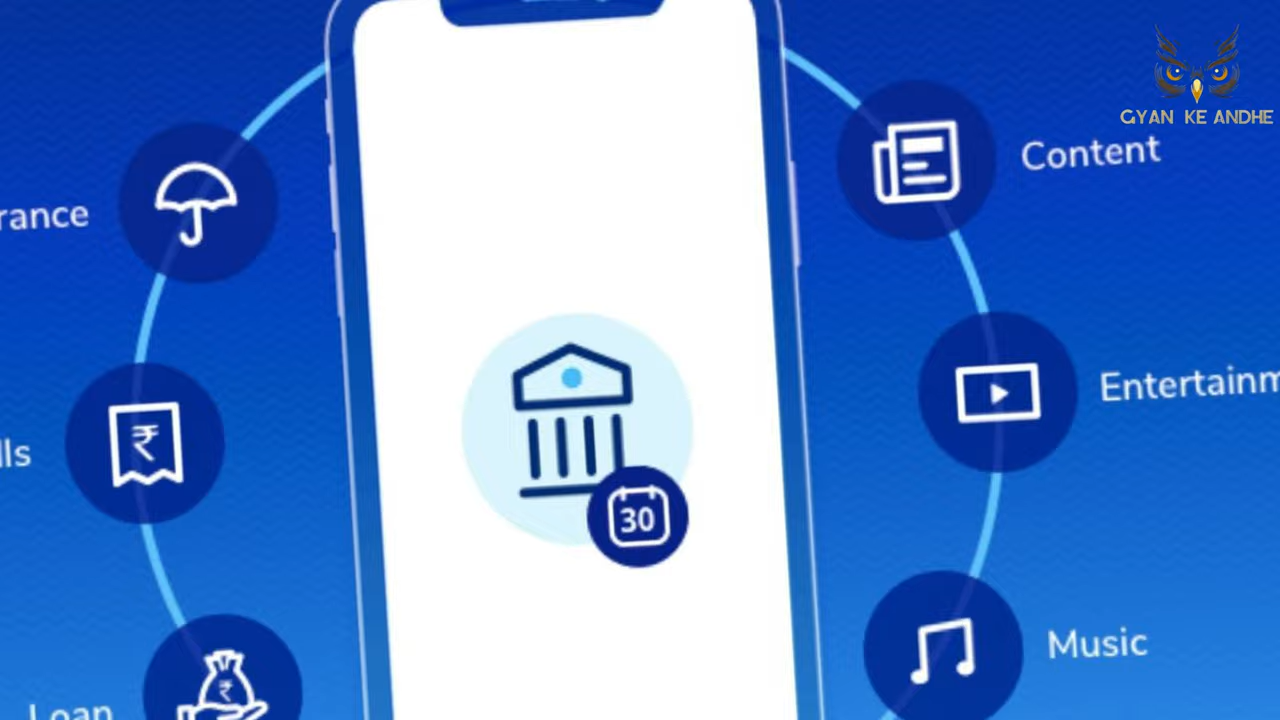 GYAN KE ANDHE
Content
rance
Entertainm
lls
₹
30
Music
Loan
₹